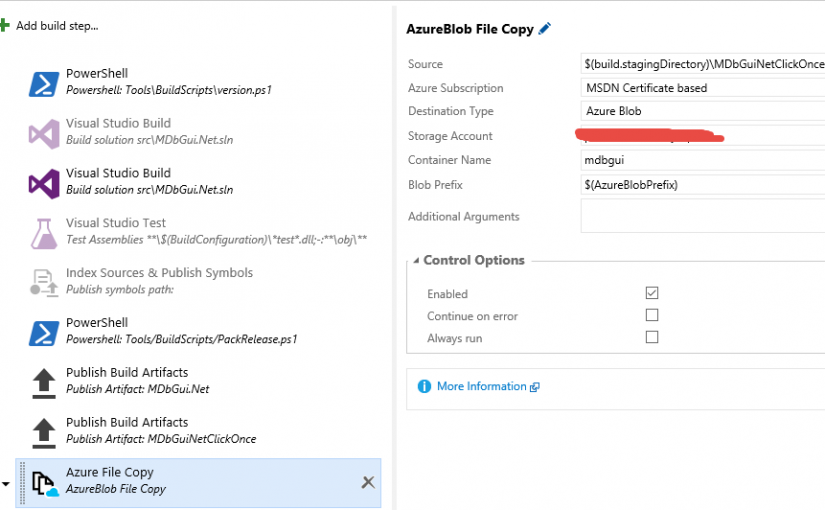 Add build step...
PowerShell
Powershell: Tools\BuildScripts\version.ps1
Visual Studio Build
Build solution src\MDbGui.Net.sln
Visual Studio Build
Build solution src\MDbGui.Net.sln
Visual Studio Test
Test Assemblies **\$(BuildConfiguration)\*test*.dll;-:**\obj\**
Index Sources & Publish Symbols
Publish symbols path:
PowerShell
Powershell: Tools/BuildScripts/PackRelease.ps1
Publish Build Artifacts
Publish Artifact: MDbGui.Net
Publish Build Artifacts
Publish Artifact: MDbGuiNetClickOnce
Azure File Copy
AzureBlob File Copy
AzureBlob File Copy
Source $(build.stagingDirectory)\MDbGuiNetClickOnce
Azure Subscription MSDN Certificate based
Destination Type Azure Blob
Storage Account
Container Name mdbgui
Blob Prefix $(AzureBlobPrefix)
Additional Arguments
Control Options
Enabled
Continue on error
Always run
More Information